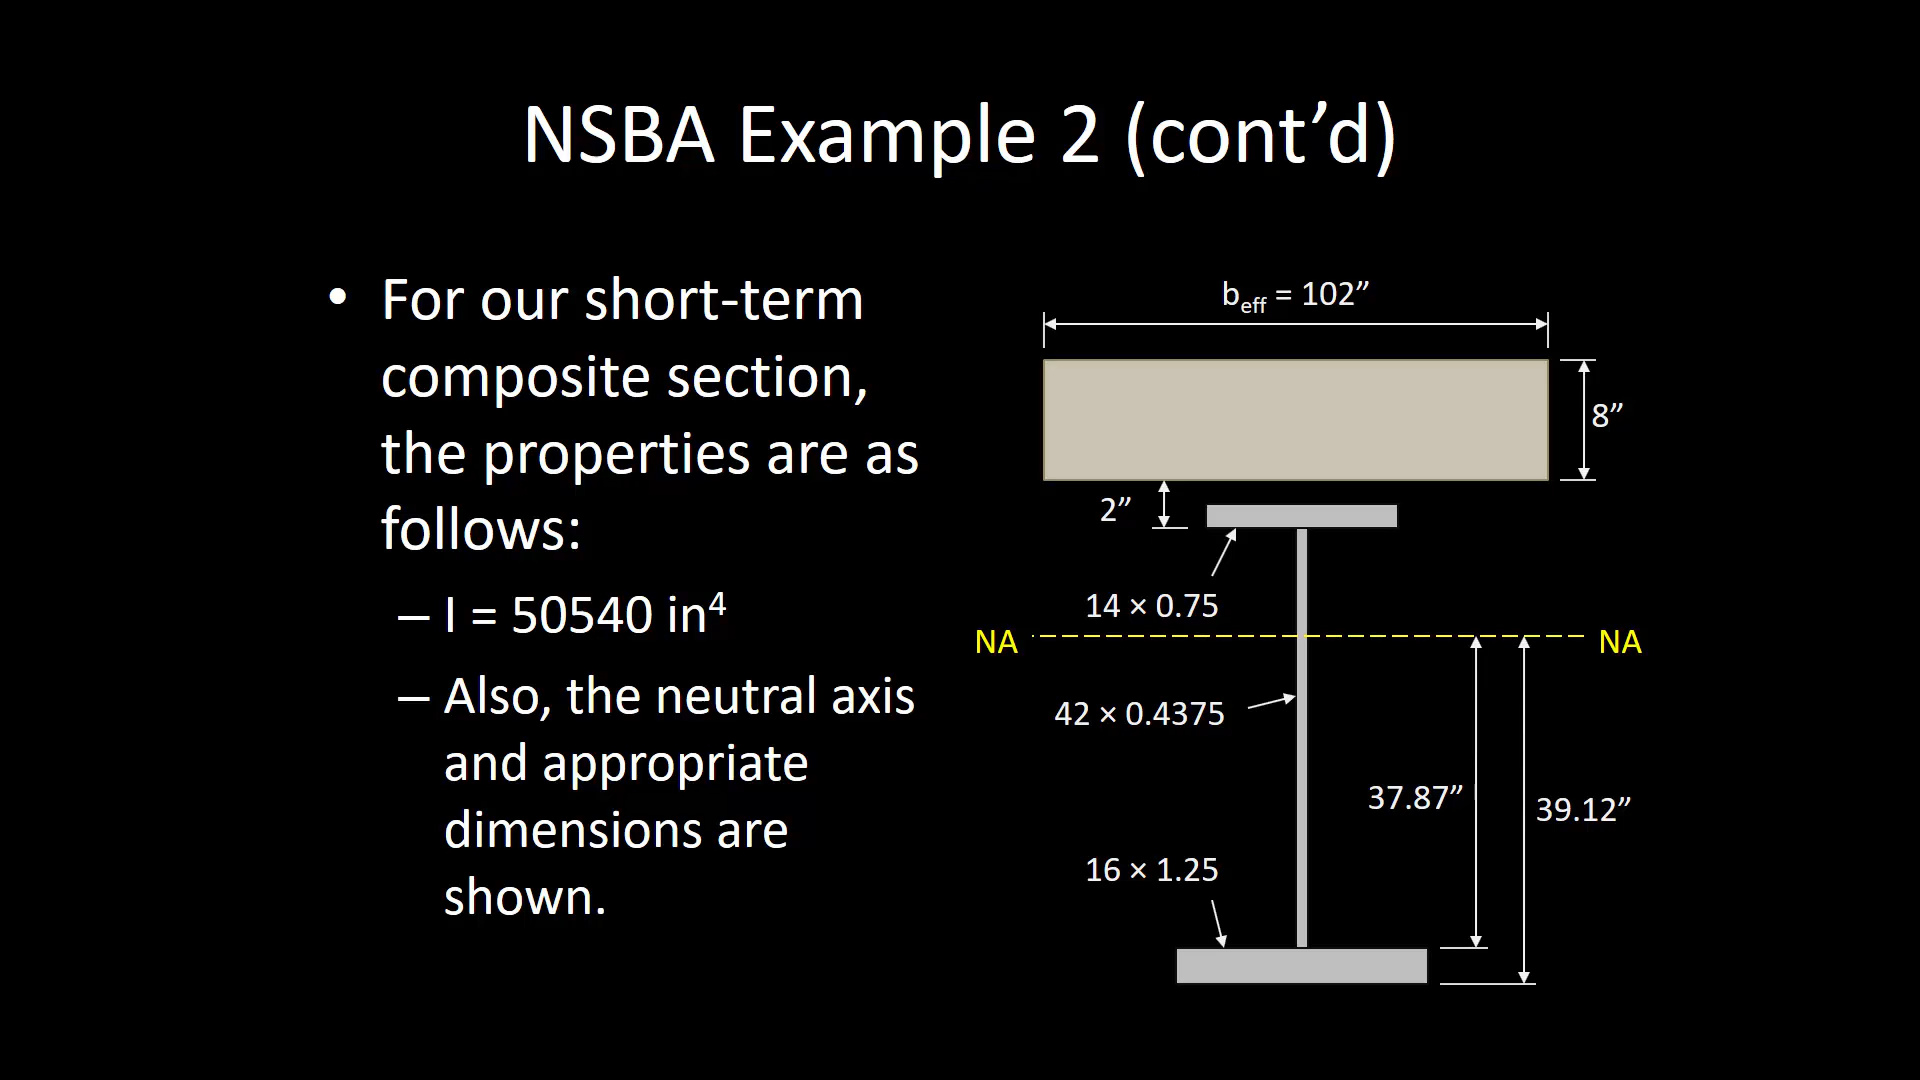 NSBA Example 2 (cont’d)
• For our short-term
composite section,
the properties are as
follows:
– I = 50540 in⁴
– Also, the neutral axis
and appropriate
dimensions are
shown.
beff = 102”
8”
2”
14 × 0.75
NA
NA
42 × 0.4375
37.87”
39.12”
16 × 1.25